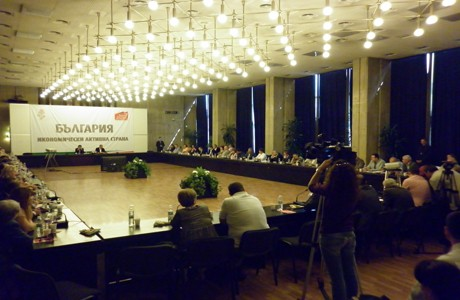 БЪЛГАРИЯ
ИКОНОМИЧЕСКИ АКТИВНА СТРАНА